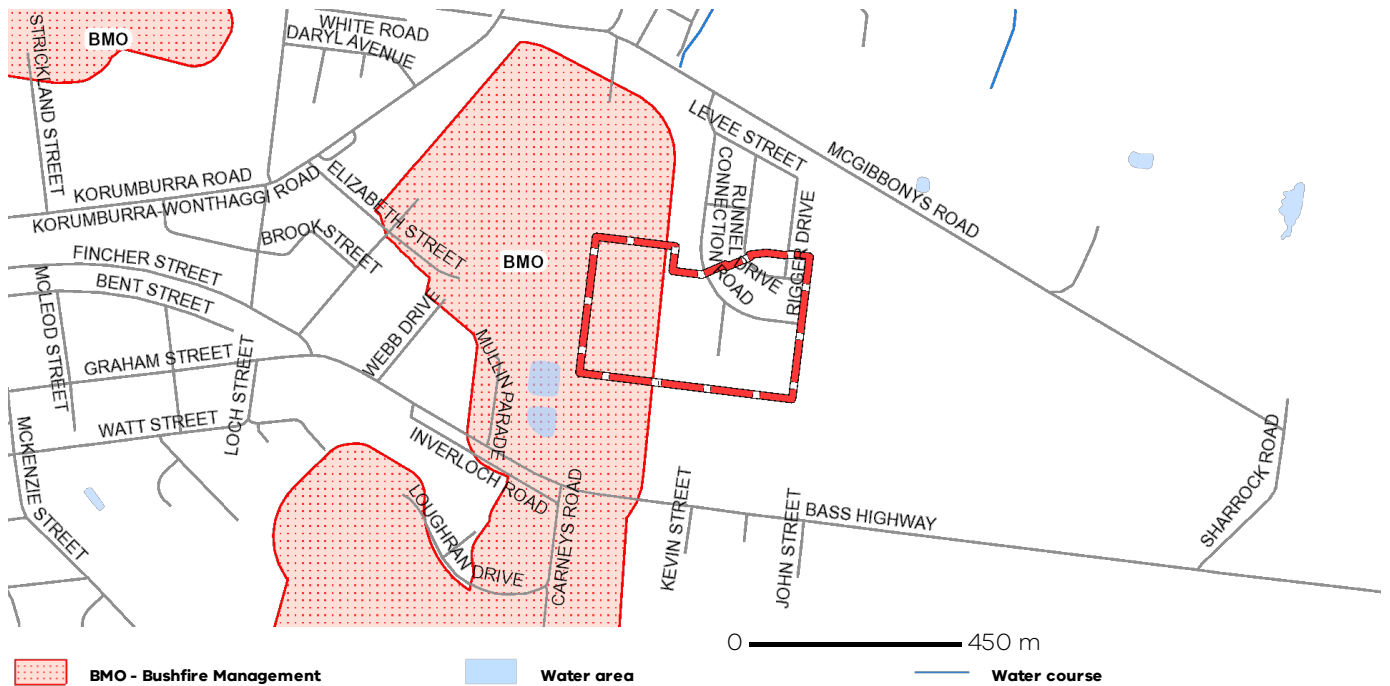 STRICKLAND STREET
BMO
WHITE ROAD
DARYL AVENUE
LEVEE STREET
MCGIBBONYS ROAD
CONNECTION ROAD
RUNNEL DRIVE
RIGGER DRIVE
KORUMBURRA ROAD
KORUMBURRA-WONTHAGGI ROAD
ELIZABETH STREET
BROOK STREET
BMO
FINCHER STREET
BENT STREET
MCLEOD STREET
WEBB DRIVE
GRAHAM STREET
LOCH STREET
MULLIN PARADE
WATT STREET
MCKENZIE STREET
INVERLOCH ROAD
LOUGHRAN DRIVE
CARNEYS ROAD
KEVIN STREET
JOHN STREET
BASS HIGHWAY
SHARROCK ROAD
0 450 m
BMO - Bushfire Management
Water area
Water course